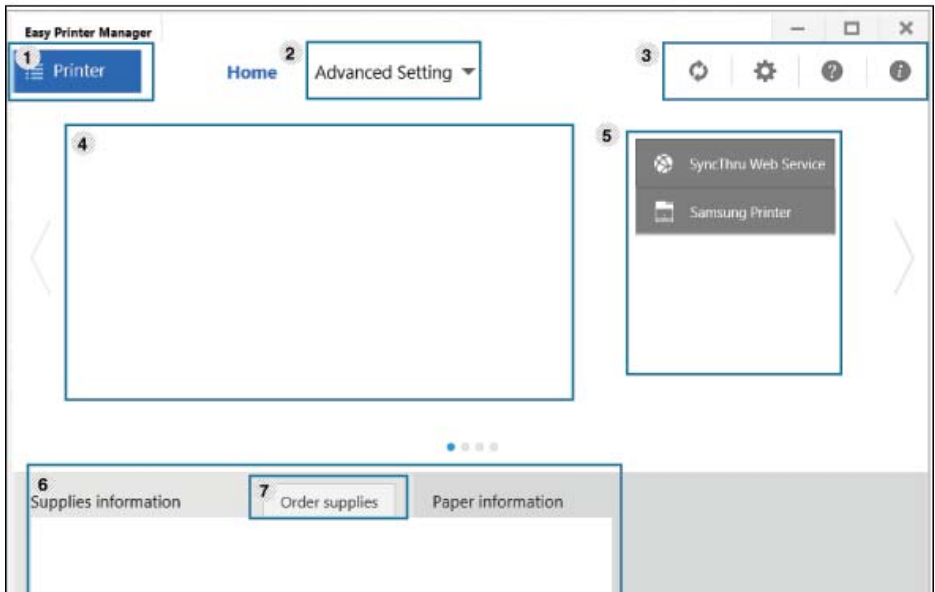 Easy Printer Manager
1 Printer
Home 2 Advanced Setting 3
4
5
SyncThru Web Service
Samsung Printer
6
Supplies information 7 Order supplies Paper information